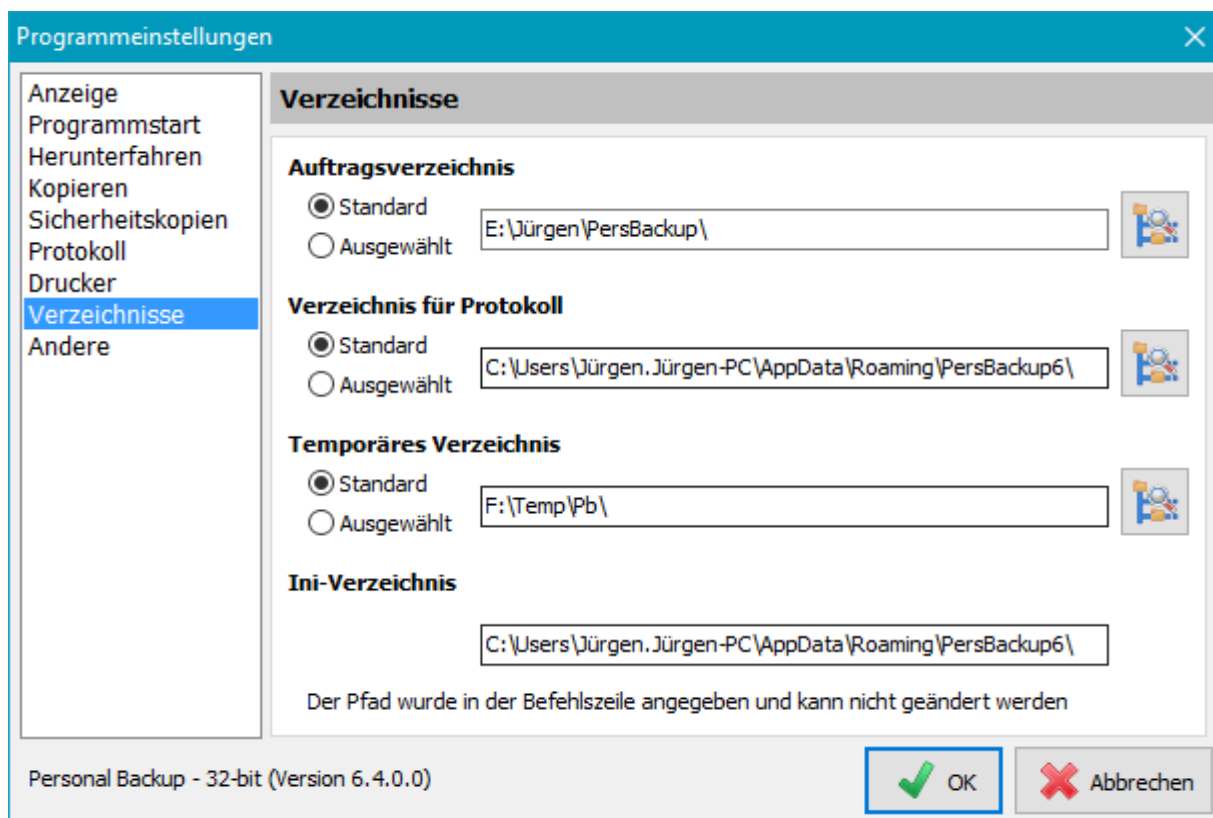 Programmeinstellungen
Anzeige
Programmstart
Herunterfahren
Kopieren
Sicherheitskopien
Protokoll
Drucker
Verzeichnisse
Andere
Verzeichnisse
Auftragsverzeichnis
Standard
Ausgewählt
E:\Jürgen\PersBackup\
Verzeichnis für Protokoll
Standard
Ausgewählt
C:\Users\Jürgen.Jürgen-PC\AppData\Roaming\PersBackup6\
Temporäres Verzeichnis
Standard
Ausgewählt
F:\Temp\Pb\
Ini-Verzeichnis
C:\Users\Jürgen.Jürgen-PC\AppData\Roaming\PersBackup6\
Der Pfad wurde in der Befehlszeile angegeben und kann nicht geändert werden
Personal Backup - 32-bit (Version 6.4.0.0)
OK
Abbrechen